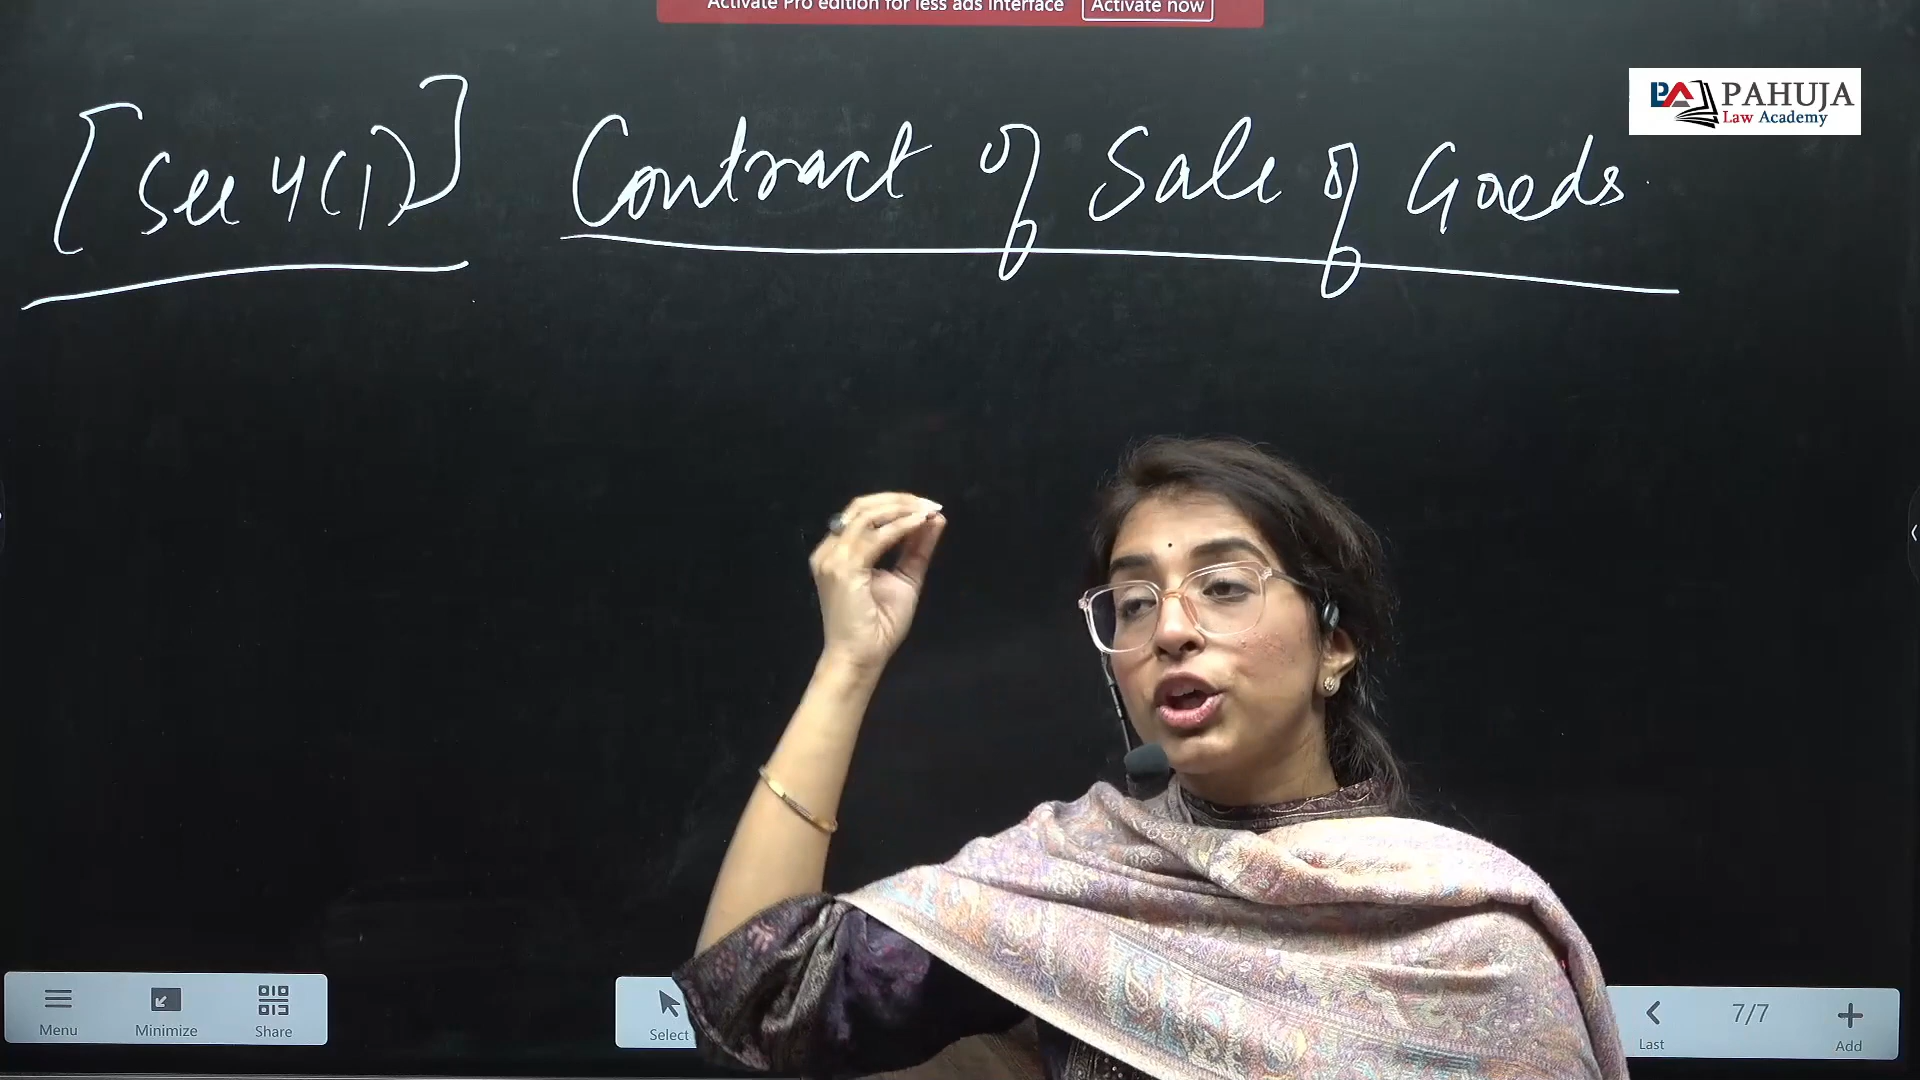 Activate Pro edition for less ads interface Activate now
PAHUJA
Law Academy
[Sec 4(1)] Contract of Sale of Goods
Menu Minimize Share Select Last 7/7 Add